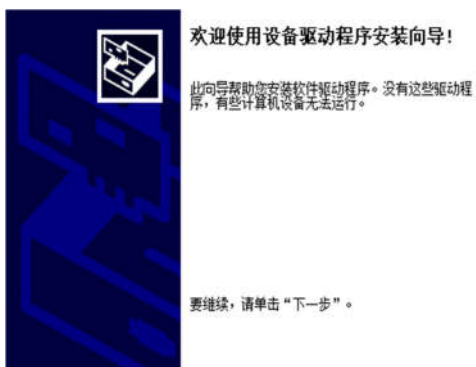 欢迎使用设备驱动程序安装向导!
此向导帮助您安装软件驱动程序。没有这些驱动程
序，有些计算机设备无法运行。
要继续，请单击“下一步”。